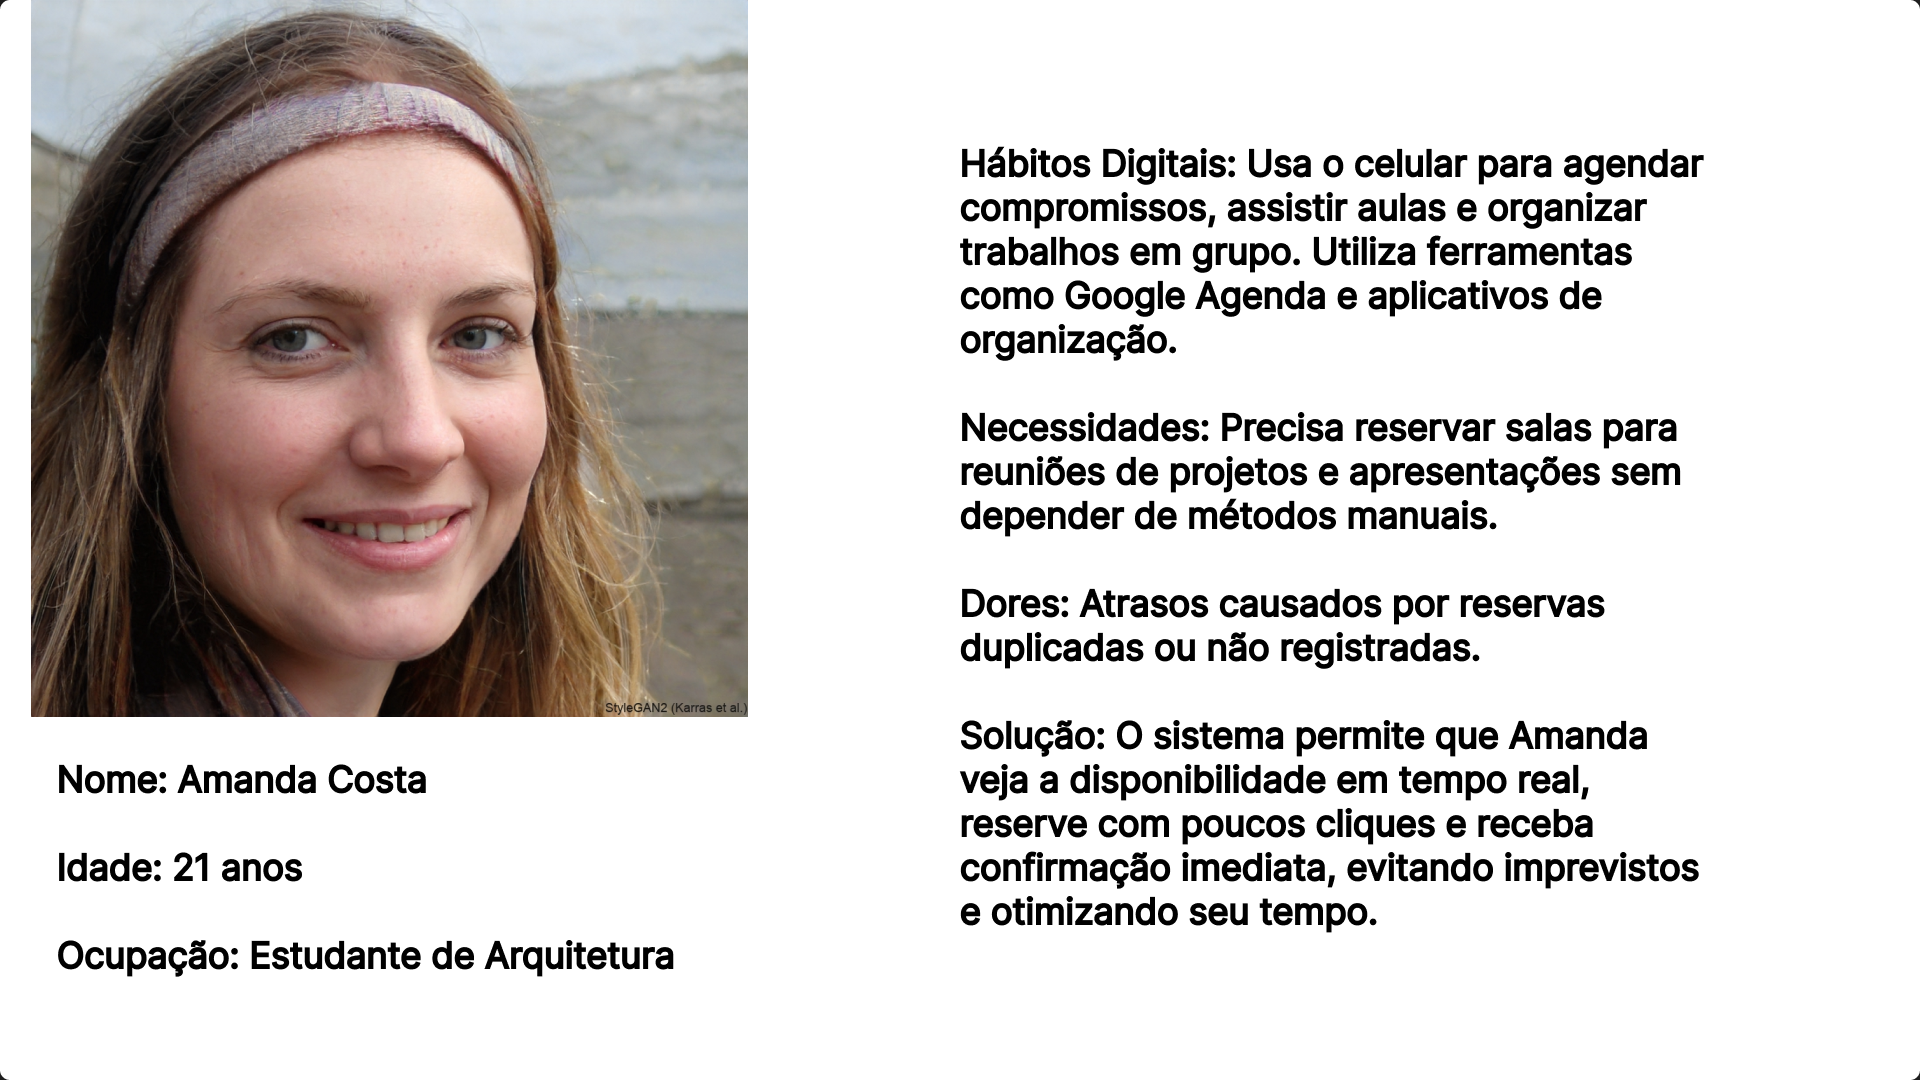 StyleGAN2 (Karras et al.)
Nome: Amanda Costa
Idade: 21 anos
Ocupação: Estudante de Arquitetura
Hábitos Digitais: Usa o celular para agendar
compromissos, assistir aulas e organizar
trabalhos em grupo. Utiliza ferramentas
como Google Agenda e aplicativos de
organização.
Necessidades: Precisa reservar salas para
reuniões de projetos e apresentações sem
depender de métodos manuais.
Dores: Atrasos causados por reservas
duplicadas ou não registradas.
Solução: O sistema permite que Amanda
veja a disponibilidade em tempo real,
reserve com poucos cliques e receba
confirmação imediata, evitando imprevistos
e otimizando seu tempo.